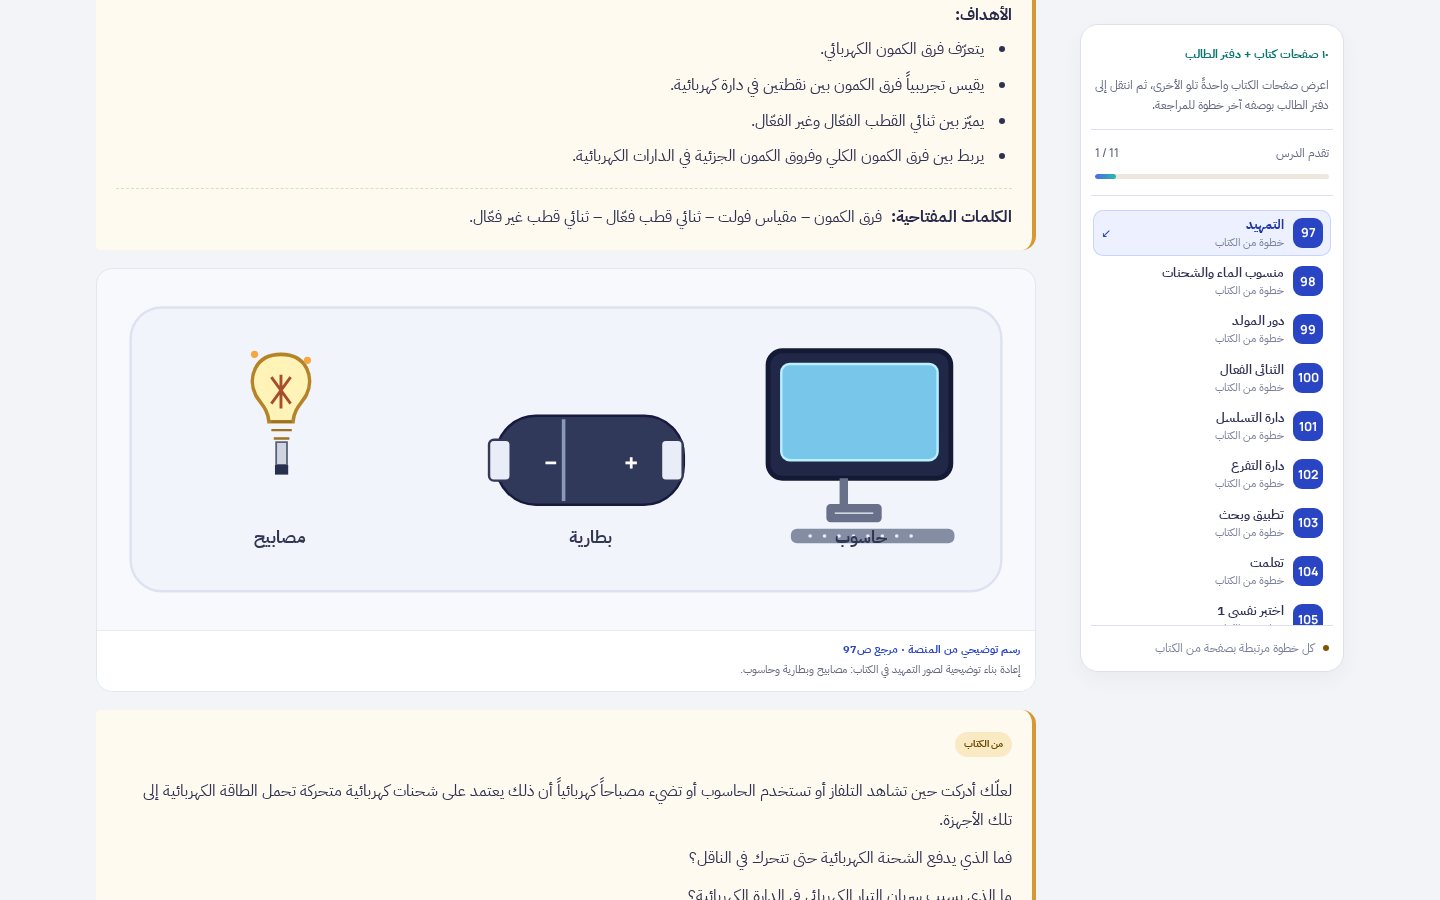 ١٠ صفحات كتاب + دفتر الطالب
اعرض صفحات الكتاب واحدةً تلو الأخرى، ثم انتقل إلى
دفتر الطالب بوصفه آخر خطوة للمراجعة.
تقدم الدرس
1 / 11
97
التمهيد
خطوة من الكتاب
↙
98
منسوب الماء والشحنات
خطوة من الكتاب
99
دور المولد
خطوة من الكتاب
100
الثنائي الفعال
خطوة من الكتاب
101
دارة التسلسل
خطوة من الكتاب
102
دارة التفرع
خطوة من الكتاب
103
تطبيق وبحث
خطوة من الكتاب
104
تعلمت
خطوة من الكتاب
105
اختبر نفسي 1
كل خطوة مرتبطة بصفحة من الكتاب
الأهداف:
يتعرّف فرق الكمون الكهربائي.
يقيس تجريبياً فرق الكمون بين نقطتين في دارة كهربائية.
يميّز بين ثنائي القطب الفعّال وغير الفعّال.
يربط بين فرق الكمون الكلي وفروق الكمون الجزئية في الدارات الكهربائية.
الكلمات المفتاحية: فرق الكمون – مقياس فولت – ثنائي قطب فعّال – ثنائي قطب غير فعّال.
+
−
حاسوب
بطارية
مصابيح
رسم توضيحي من المنصة · مرجع ص97
إعادة بناء توضيحية لصور التمهيد في الكتاب: مصابيح وبطارية وحاسوب.
من الكتاب
لعلّك أدركت حين تشاهد التلفاز أو تستخدم الحاسوب أو تضيء مصباحاً كهربائياً أن ذلك يعتمد على شحنات كهربائية متحركة تحمل الطاقة الكهربائية إلى
تلك الأجهزة.
فما الذي يدفع الشحنة الكهربائية حتى تتحرك في الناقل؟
ما الذي يسبب سريان التيار الكهربائي في الدارة الكهربائية؟